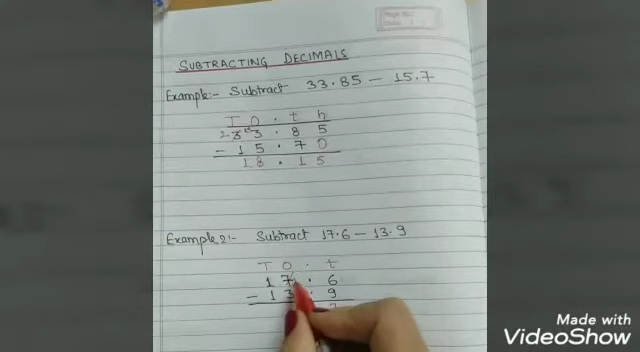 SUBTRACTING DECIMALS
Example:- Subtract 33.85 - 15.7
T O . t h
2 3 13 3 . 8 5
- 1 5 . 7 0
1 8 . 1 5
Example 2:- Subtract 17.6 - 13.9
T O . t
1 7 . 6
- 1 3 . 9
Made with
VideoShow